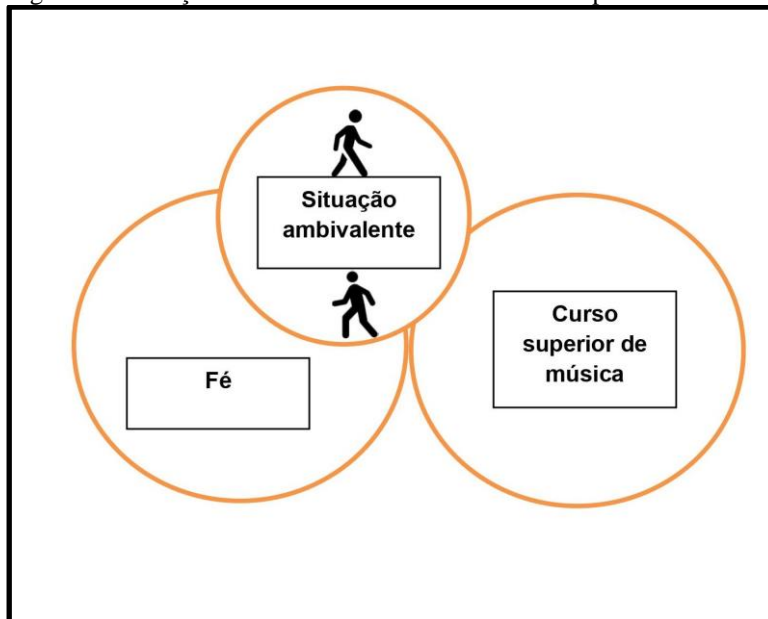 Situação
ambivalente
Fé
Curso
superior de
música